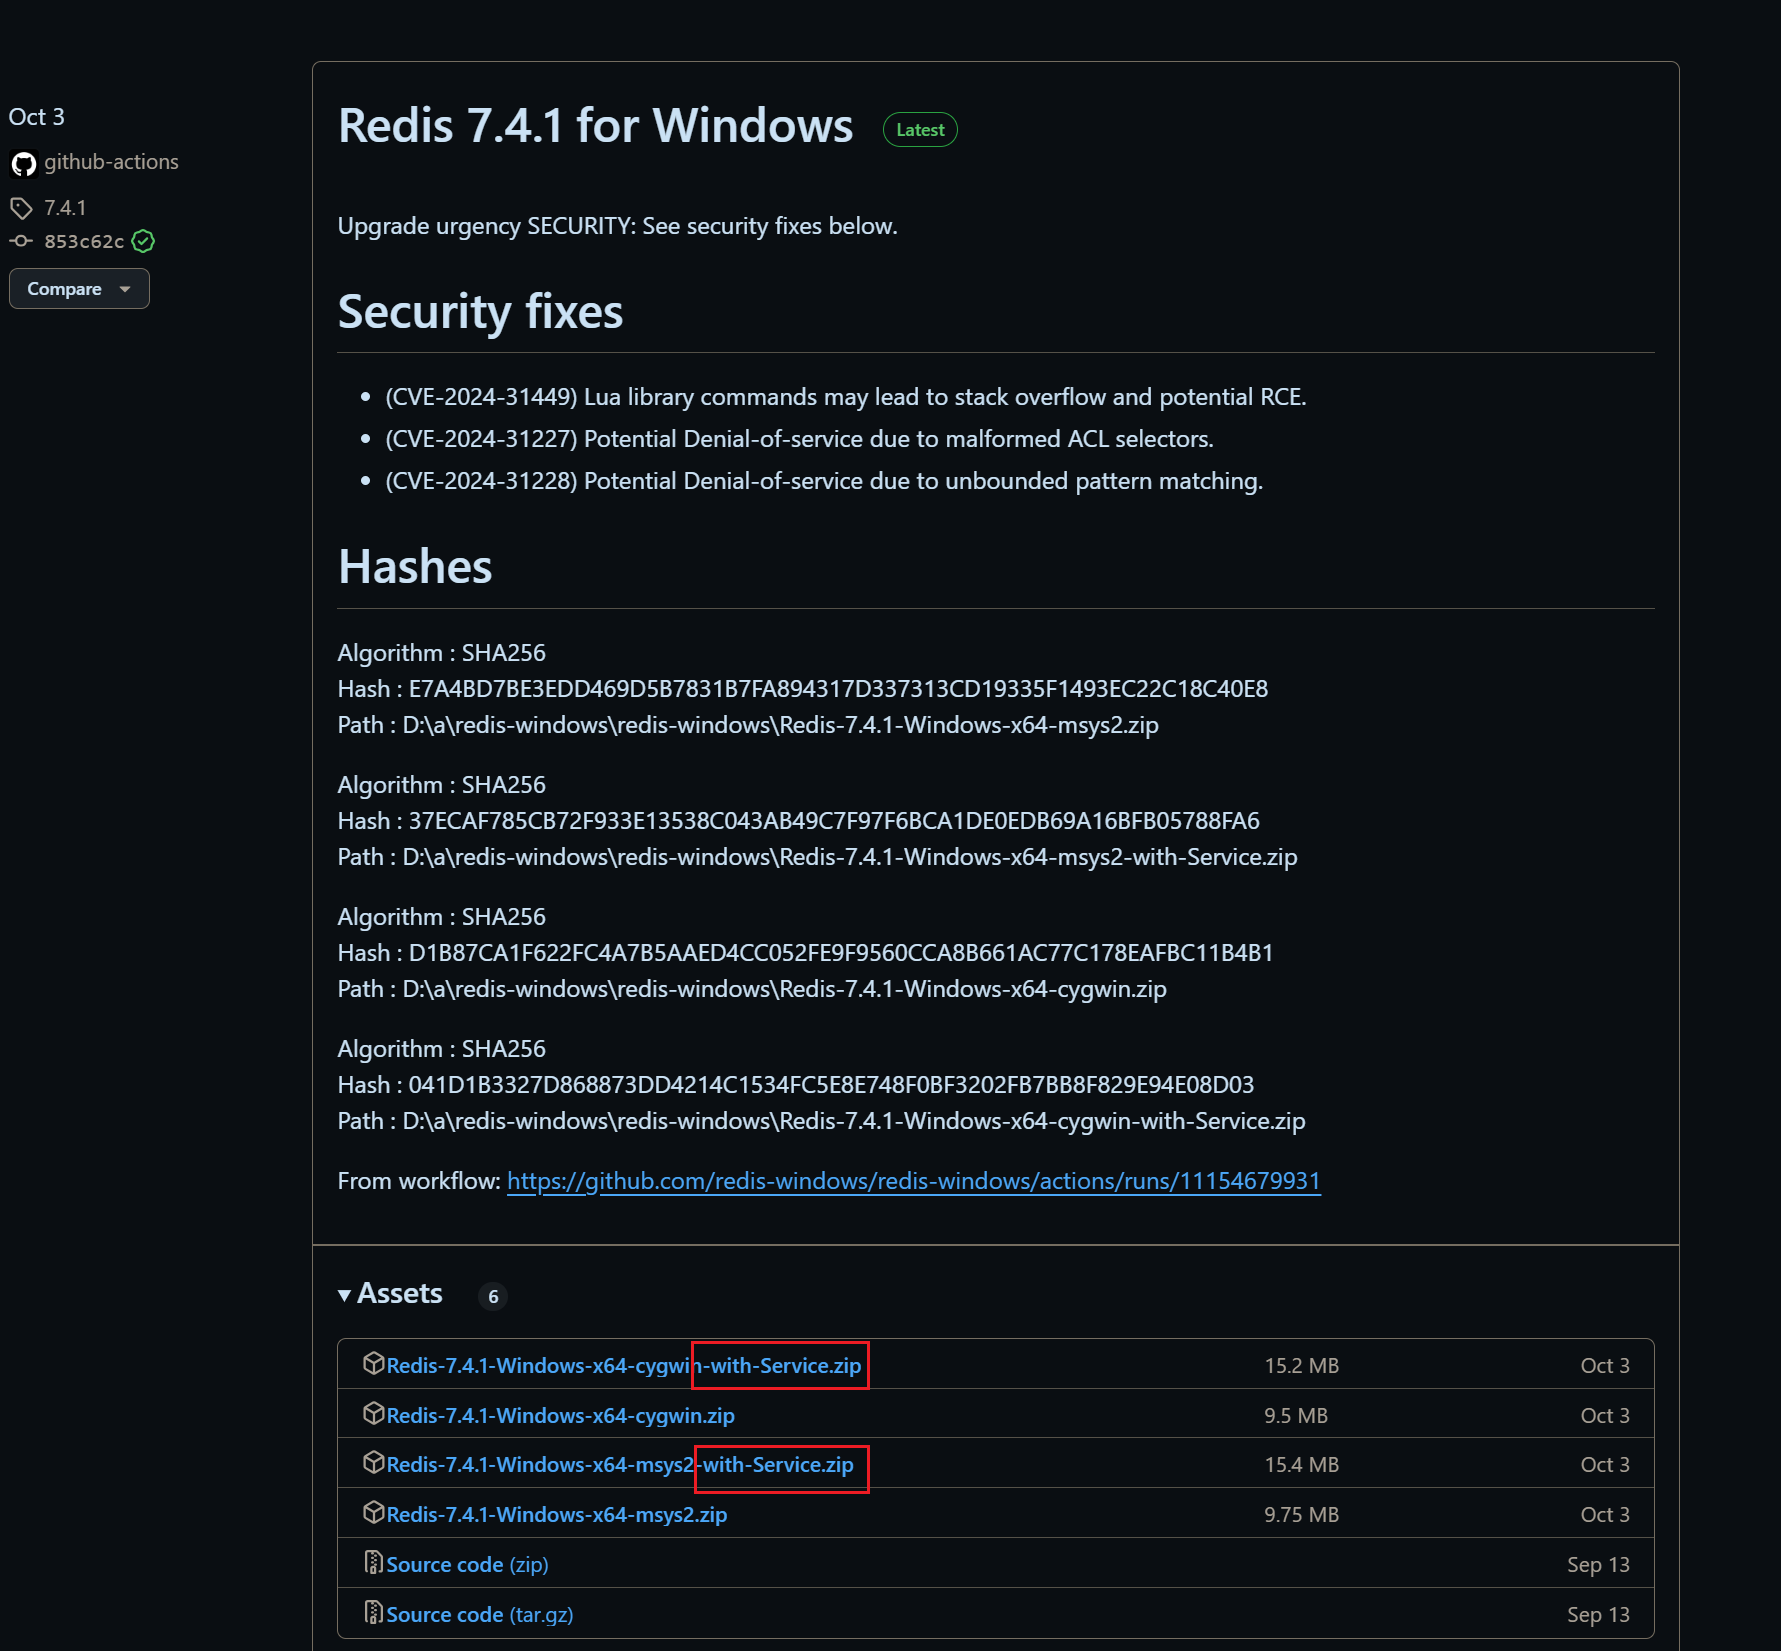 Oct 3
github-actions
7.4.1
853c62c
Compare
Redis 7.4.1 for Windows Latest
Upgrade urgency SECURITY: See security fixes below.
Security fixes
(CVE-2024-31449) Lua library commands may lead to stack overflow and potential RCE.
(CVE-2024-31227) Potential Denial-of-service due to malformed ACL selectors.
(CVE-2024-31228) Potential Denial-of-service due to unbounded pattern matching.
Hashes
Algorithm : SHA256
Hash : E7A4BD7BE3EDD469D5B7831B7FA894317D337313CD19335F1493EC22C18C40E8
Path : D:\a\redis-windows\redis-windows\Redis-7.4.1-Windows-x64-msys2.zip
Algorithm : SHA256
Hash : 37ECAF785CB72F933E13538C043AB49C7F97F6BCA1DE0EDB69A16BFB05788FA6
Path : D:\a\redis-windows\redis-windows\Redis-7.4.1-Windows-x64-msys2-with-Service.zip
Algorithm : SHA256
Hash : D1B87CA1F622FC4A7B5AAED4CC052FE9F9560CCA8B661AC77C178EAFBC11B4B1
Path : D:\a\redis-windows\redis-windows\Redis-7.4.1-Windows-x64-cygwin.zip
Algorithm : SHA256
Hash : 041D1B3327D868873DD4214C1534FC5E8E748F0BF3202FB7BB8F829E94E08D03
Path : D:\a\redis-windows\redis-windows\Redis-7.4.1-Windows-x64-cygwin-with-Service.zip
From workflow: https://github.com/redis-windows/redis-windows/actions/runs/11154679931
Assets 6
Redis-7.4.1-Windows-x64-cygwin-with-Service.zip 15.2 MB Oct 3
Redis-7.4.1-Windows-x64-cygwin.zip 9.5 MB Oct 3
Redis-7.4.1-Windows-x64-msys2-with-Service.zip 15.4 MB Oct 3
Redis-7.4.1-Windows-x64-msys2.zip 9.75 MB Oct 3
Source code (zip) Sep 13
Source code (tar.gz) Sep 13